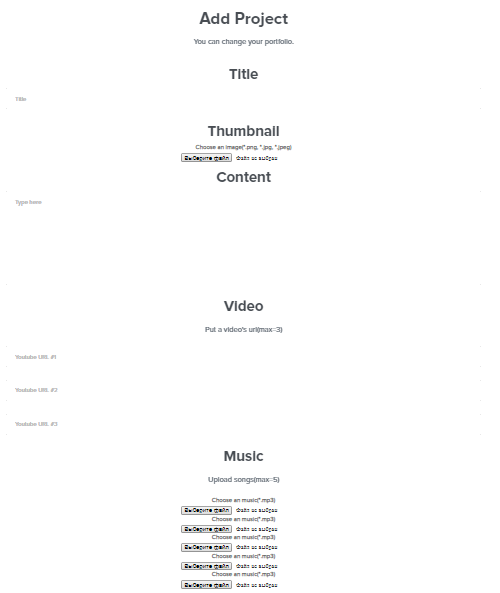 Add Project
You can change your portfolio.
Title
Title
Thumbnail
Choose an image(*.png, *.jpg, *.jpeg)
Выберите файл Файл не выбран
Content
Type here
Video
Put a video's url(max=3)
Youtube URL #1
Youtube URL #2
Youtube URL #3
Music
Upload songs(max=5)
Choose an music(*.mp3)
Выберите файл Файл не выбран
Choose an music(*.mp3)
Выберите файл Файл не выбран
Choose an music(*.mp3)
Выберите файл Файл не выбран
Choose an music(*.mp3)
Выберите файл Файл не выбран
Choose an music(*.mp3)
Выберите файл Файл не выбран